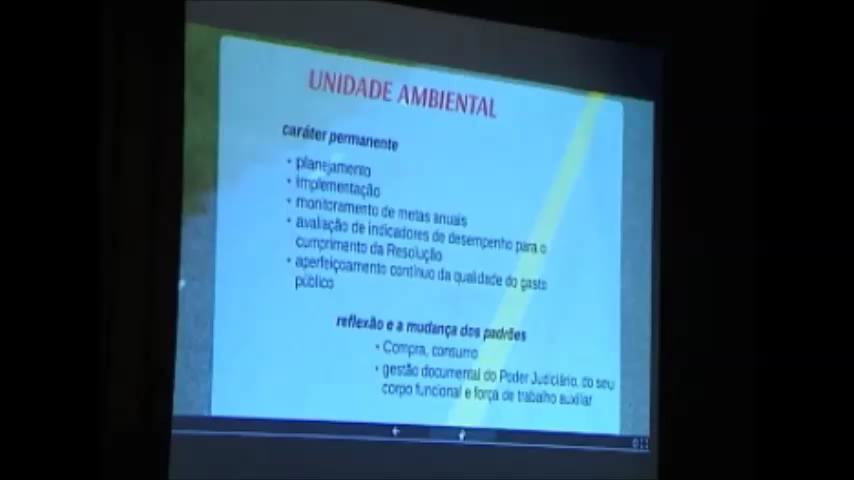 UNIDADE AMBIENTAL
caráter permanente
• planejamento
• implementação
• monitoramento de metas anuais
• avaliação de indicadores de desempenho para o
cumprimento da Resolução
• aperfeiçoamento contínuo da qualidade do gasto
público
reflexão e a mudança dos padrões
• Compra, consumo
• gestão documental do Poder Judiciário, do seu
corpo funcional e força de trabalho auxiliar